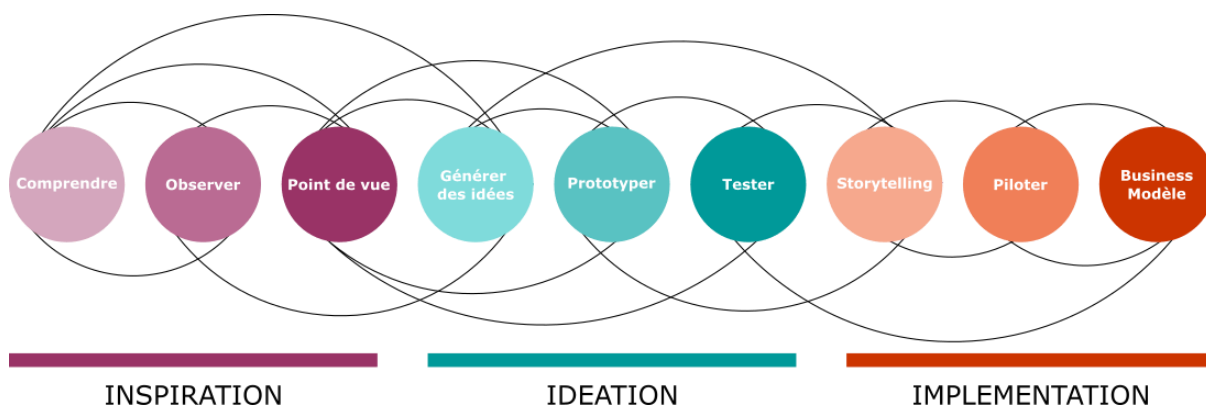 Comprendre
Observer
Point de vue
Générer
des idées
Prototyper
Tester
Storytelling
Piloter
Business
Modèle
INSPIRATION
IDEATION
IMPLEMENTATION